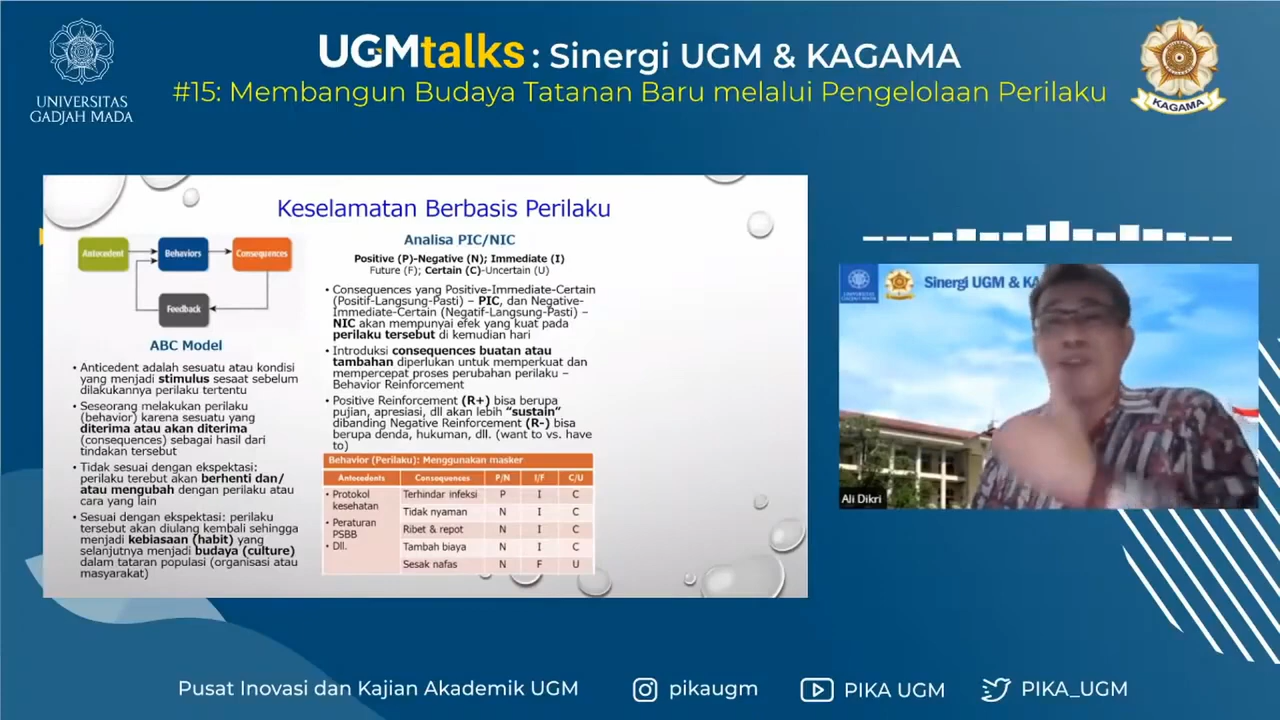 UNIVERSITAS
GADJAH MADA
UGMtalks : Sinergi UGM & KAGAMA
#15: Membangun Budaya Tatanan Baru melalui Pengelolaan Perilaku
KAGAMA
Keselamatan Berbasis Perilaku
Antecedent
Behaviors
Consequences
Feedback
ABC Model
• Anticedent adalah sesuatu atau kondisi
yang menjadi stimulus sesaat sebelum
dilakukannya perilaku tertentu
• Seseorang melakukan perilaku
(behavior) karena sesuatu yang
diterima atau akan diterima
(consequences) sebagai hasil dari
tindakan tersebut
• Tidak sesuai dengan ekspektasi:
perilaku terebut akan berhenti dan/
atau mengubah dengan perilaku atau
cara yang lain
• Sesuai dengan ekspektasi: perilaku
tersebut akan diulang kembali sehingga
menjadi kebiasaan (habit) yang
selanjutnya menjadi budaya (culture)
dalam tataran populasi (organisasi atau
masyarakat)
Analisa PIC/NIC
Positive (P)-Negative (N); Immediate (I)
Future (F); Certain (C)-Uncertain (U)
• Consequences yang Positive-Immediate-Certain
(Positif-Langsung-Pasti) – PIC, dan Negative-
Immediate-Certain (Negatif-Langsung-Pasti) –
NIC akan mempunyai efek yang kuat pada
perilaku tersebut di kemudian hari
• Introduksi consequences buatan atau
tambahan diperlukan untuk memperkuat dan
mempercepat proses perubahan perilaku –
Behavior Reinforcement
• Positive Reinforcement (R+) bisa berupa
pujian, apresiasi, dll akan lebih “sustain”
dibanding Negative Reinforcement (R-) bisa
berupa denda, hukuman, dll. (want to vs. have
to)
Behavior (Perilaku): Menggunakan masker
Antecedents Consequences P/N I/F C/U
• Protokol
kesehatan
• Peraturan
PSBB
• Dll.
Terhindar infeksi P I C
Tidak nyaman N I C
Ribet & repot N I C
Tambah biaya N I C
Sesak nafas N F U
Sinergi UGM & KA
Ali Dikri
Pusat Inovasi dan Kajian Akademik UGM
pikaugm
PIKA UGM
PIKA_UGM